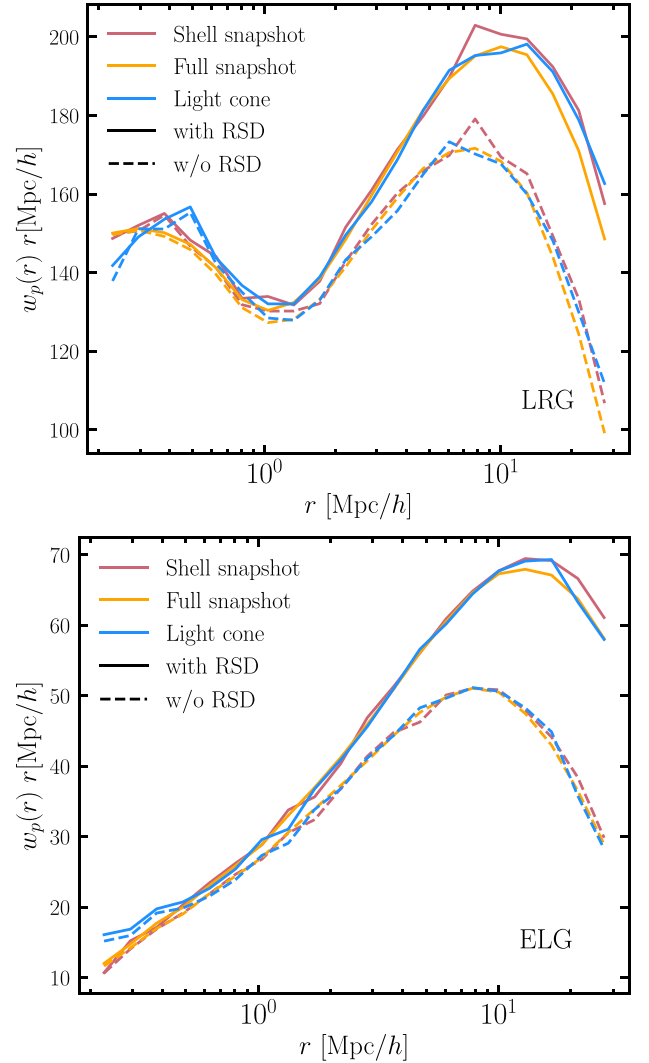 200
180
160
140
120
100
w_p(r) r[Mpc/h]
Shell snapshot
Full snapshot
Light cone
with RSD
w/o RSD
LRG
10^0
10^1
r [Mpc/h]
70
60
50
40
30
20
10
w_p(r) r[Mpc/h]
Shell snapshot
Full snapshot
Light cone
with RSD
w/o RSD
ELG
10^0
10^1
r [Mpc/h]